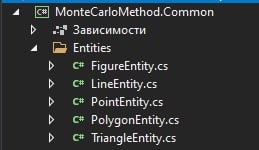 C# MonteCarloMethod.Common
Зависимости
Entities
C# FigureEntity.cs
C# LineEntity.cs
C# PointEntity.cs
C# PolygonEntity.cs
C# TriangleEntity.cs